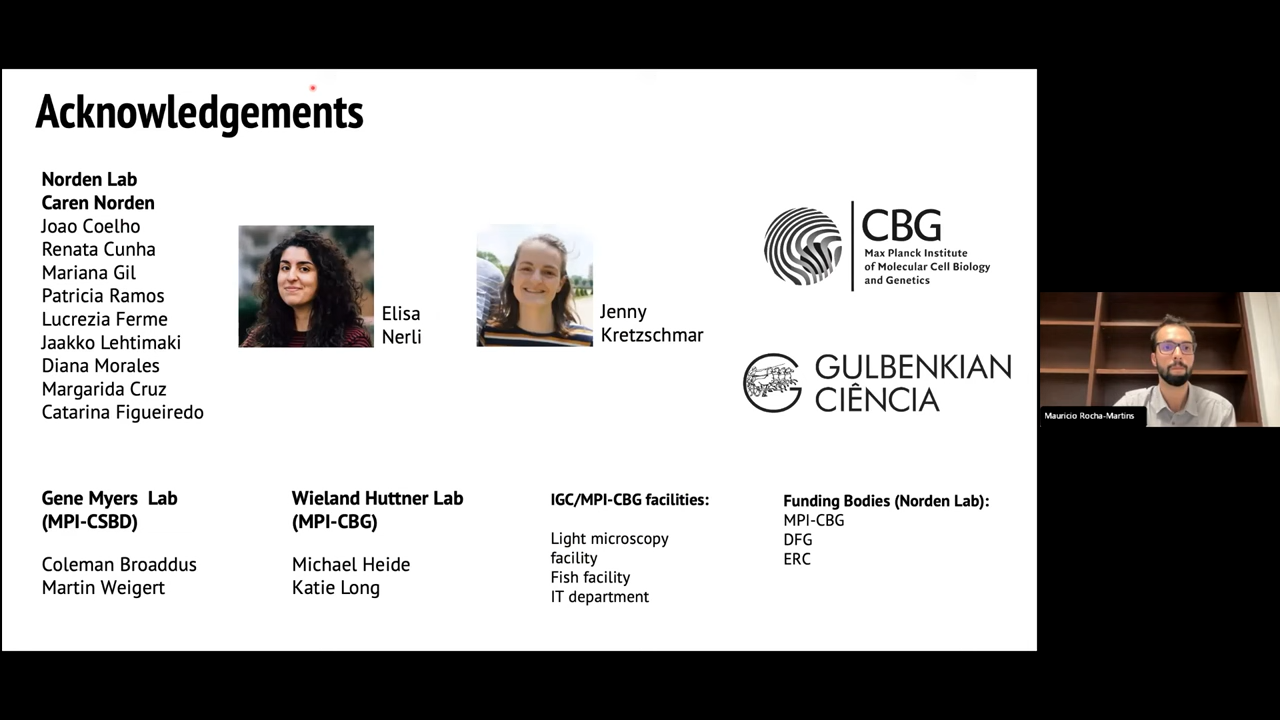 Acknowledgements
Norden Lab
Caren Norden
Joao Coelho
Renata Cunha
Mariana Gil
Patricia Ramos
Lucrezia Ferme
Jaakko Lehtimaki
Diana Morales
Margarida Cruz
Catarina Figueiredo
Elisa
Nerli
Jenny
Kretzschmar
CBG
Max Planck Institute
of Molecular Cell Biology
and Genetics
GULBENKIAN
CIÊNCIA
Mauricio Rocha-Martins
Gene Myers  Lab
(MPI-CSBD)
Coleman Broaddus
Martin Weigert
Wieland Huttner Lab
(MPI-CBG)
Michael Heide
Katie Long
IGC/MPI-CBG facilities:
Light microscopy
facility
Fish facility
IT department
Funding Bodies (Norden Lab):
MPI-CBG
DFG
ERC